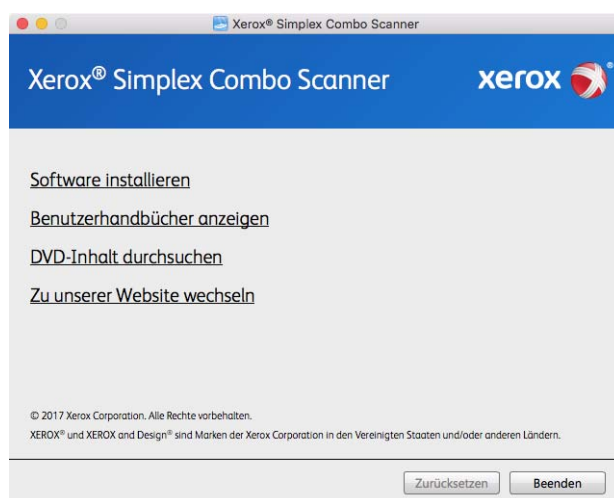 Xerox® Simplex Combo Scanner
Xerox® Simplex Combo Scanner
xerox ®
Software installieren
Benutzerhandbücher anzeigen
DVD-Inhalt durchsuchen
Zu unserer Website wechseln
© 2017 Xerox Corporation. Alle Rechte vorbehalten.
XEROX® und XEROX and Design® sind Marken der Xerox Corporation in den Vereinigten Staaten und/oder anderen Ländern.
Zurücksetzen Beenden